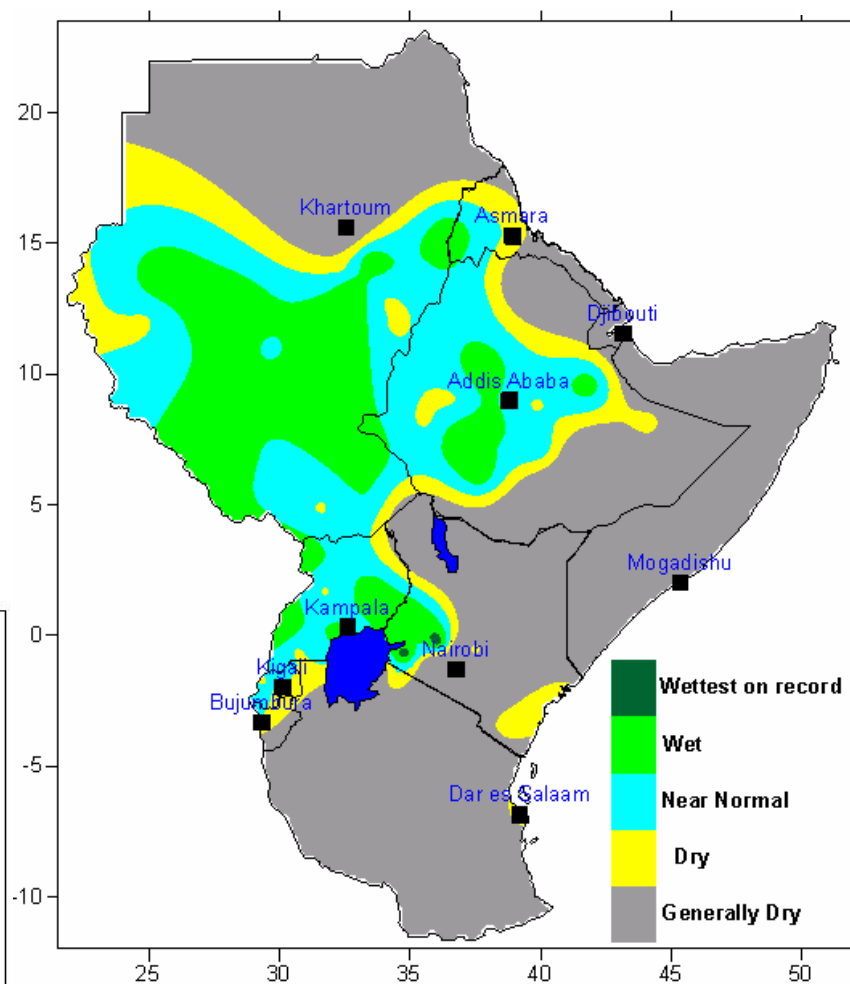 20
15
10
5
0
-5
-10
25 30 35 40 45 50
Khartoum
Asmara
Djibouti
Addis Ababa
Mogadishu
Kampala
Nairobi
Kigali
Bujumbura
Dar es Salaam
Wettest on record
Wet
Near Normal
Dry
Generally Dry